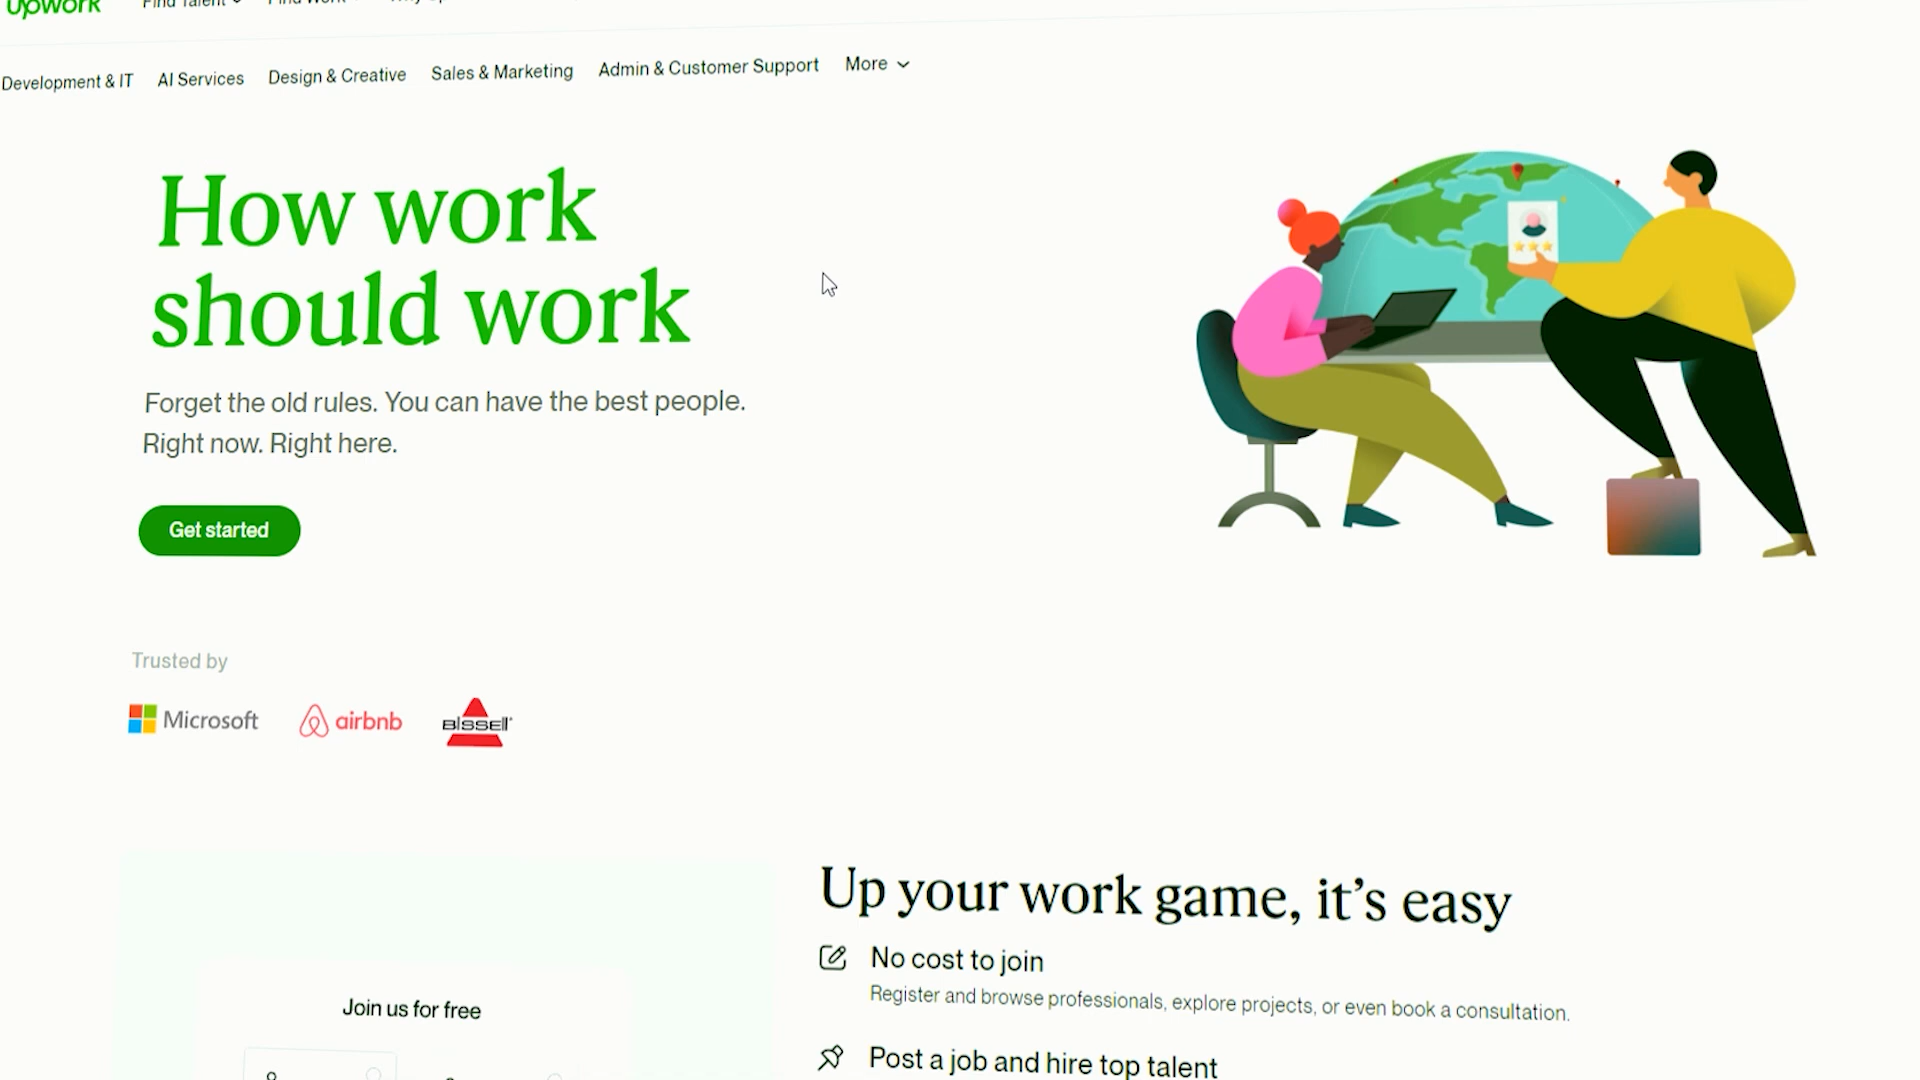 upwork
Find Talent
Development & IT AI Services Design & Creative Sales & Marketing Admin & Customer Support More
How work
should work
Forget the old rules. You can have the best people.
Right now. Right here.
Get started
Trusted by
Microsoft airbnb BISSELL
Up your work game, it's easy
No cost to join
Register and browse professionals, explore projects, or even book a consultation.
Join us for free
Post a job and hire top talent